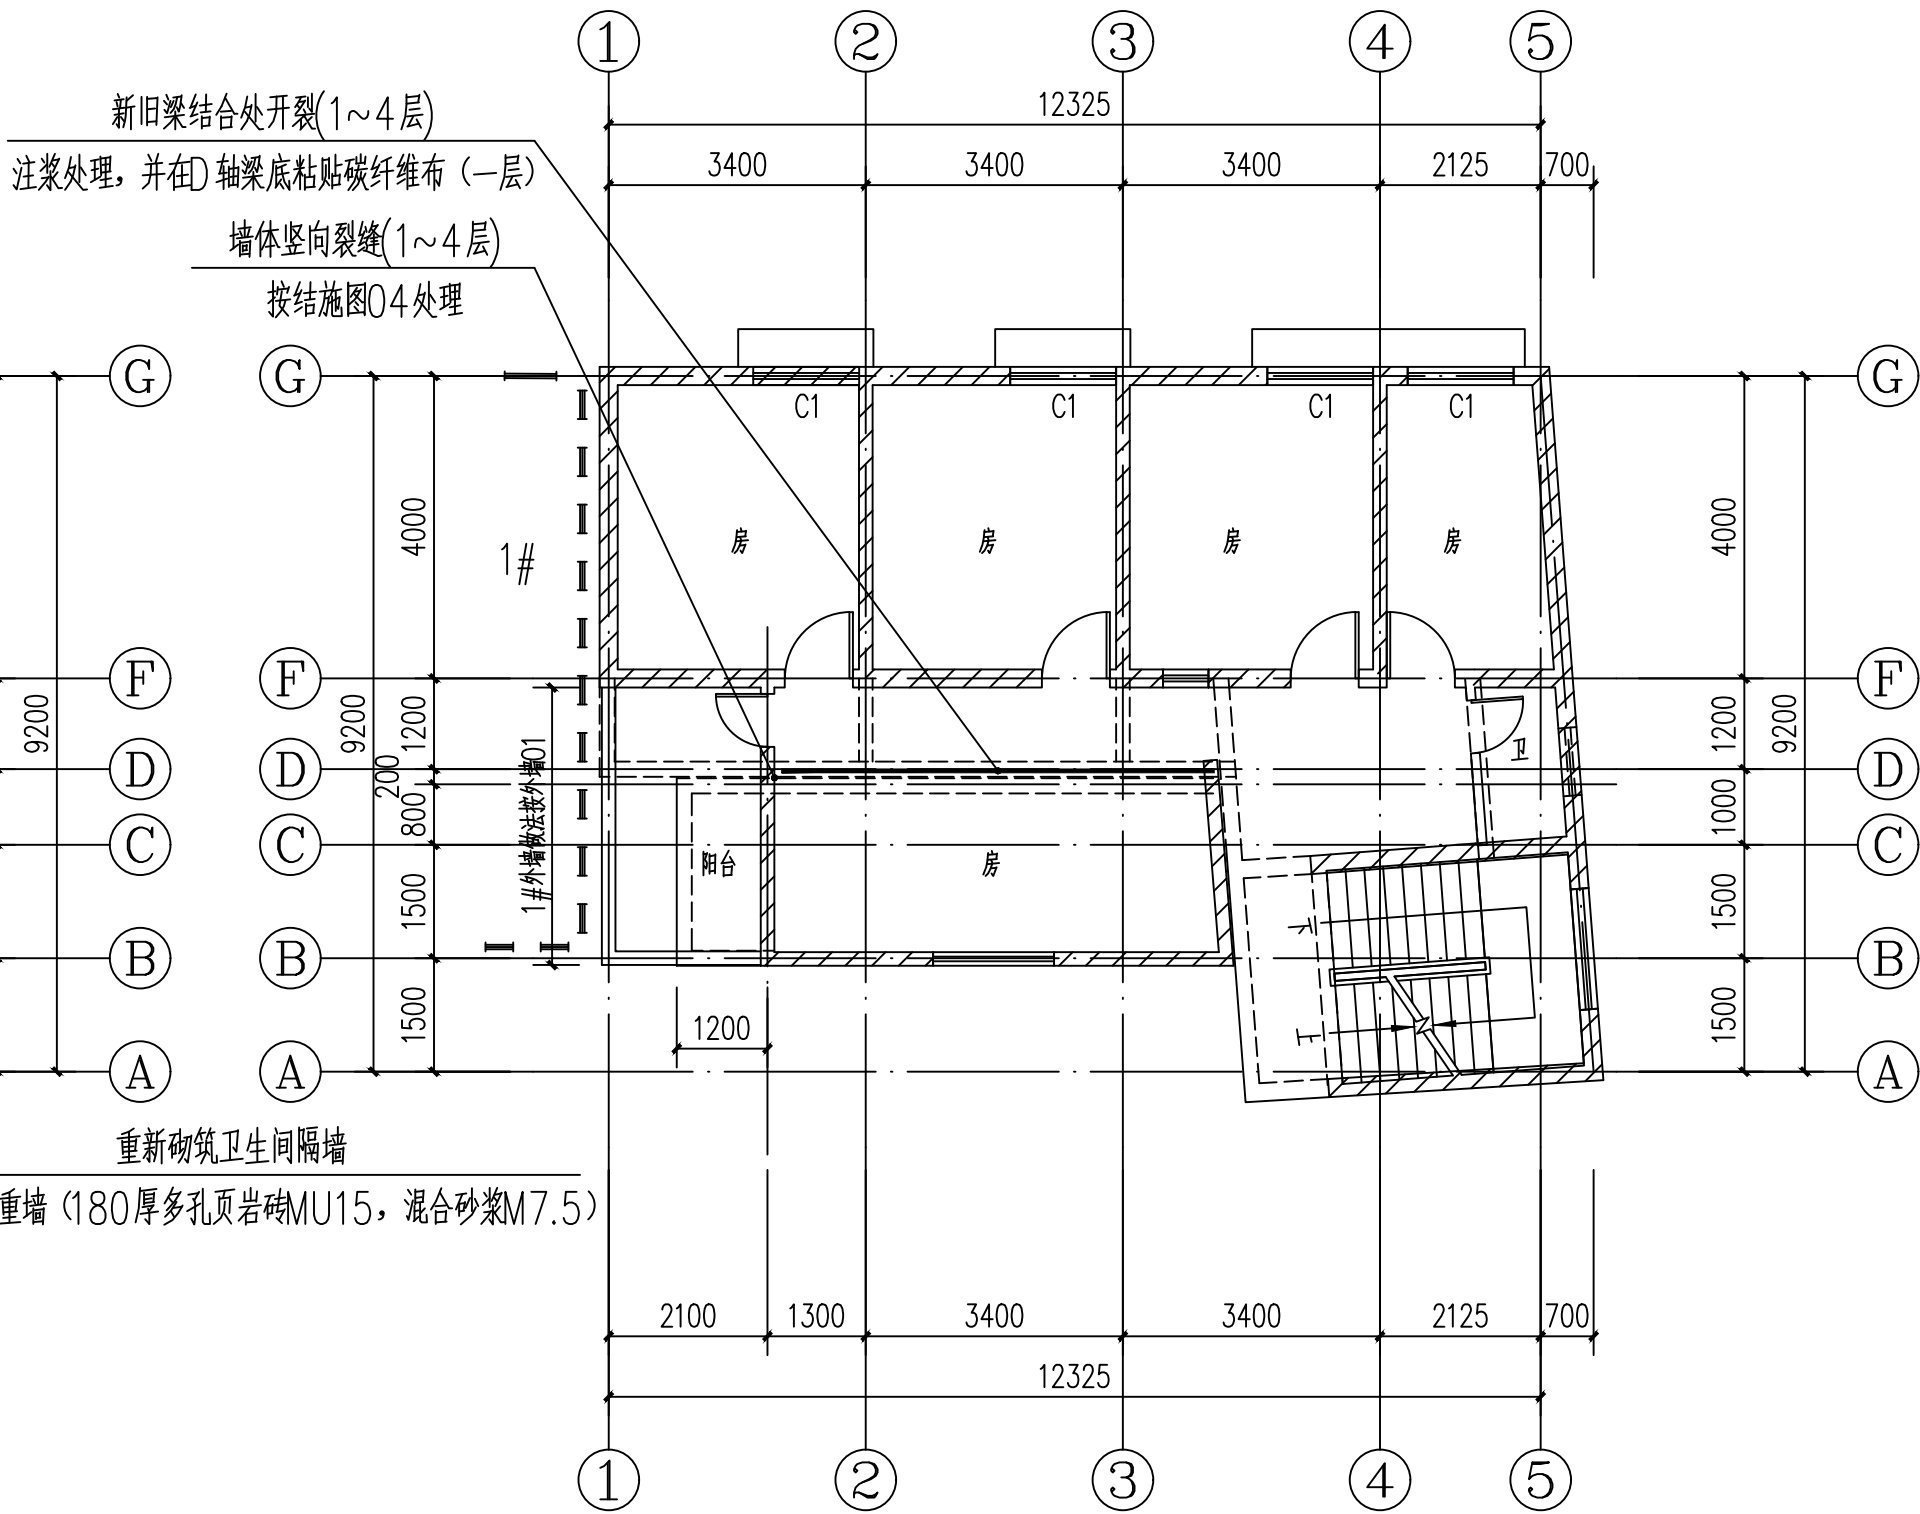 1 2 3 4 5
12325
3400 3400 3400 2125 700
新旧梁结合处开裂(1~4层)
注浆处理，并在D轴梁底粘贴碳纤维布（一层）
墙体竖向裂缝(1~4层)
按结施图04处理
G G G
C1 C1 C1 C1
4000 4000
1#
房 房 房 房
F F F
9200 9200 1200 1200 9200
卫
D D D
200
800 1000
1#外墙做法按外墙01
C C C
阳台 房
1500 1500
B B B
1500 1500
1200
A A A
重新砌筑卫生间隔墙
重墙（180厚多孔页岩砖MU15，混合砂浆M7.5）
2100 1300 3400 3400 2125 700
12325
1 2 3 4 5